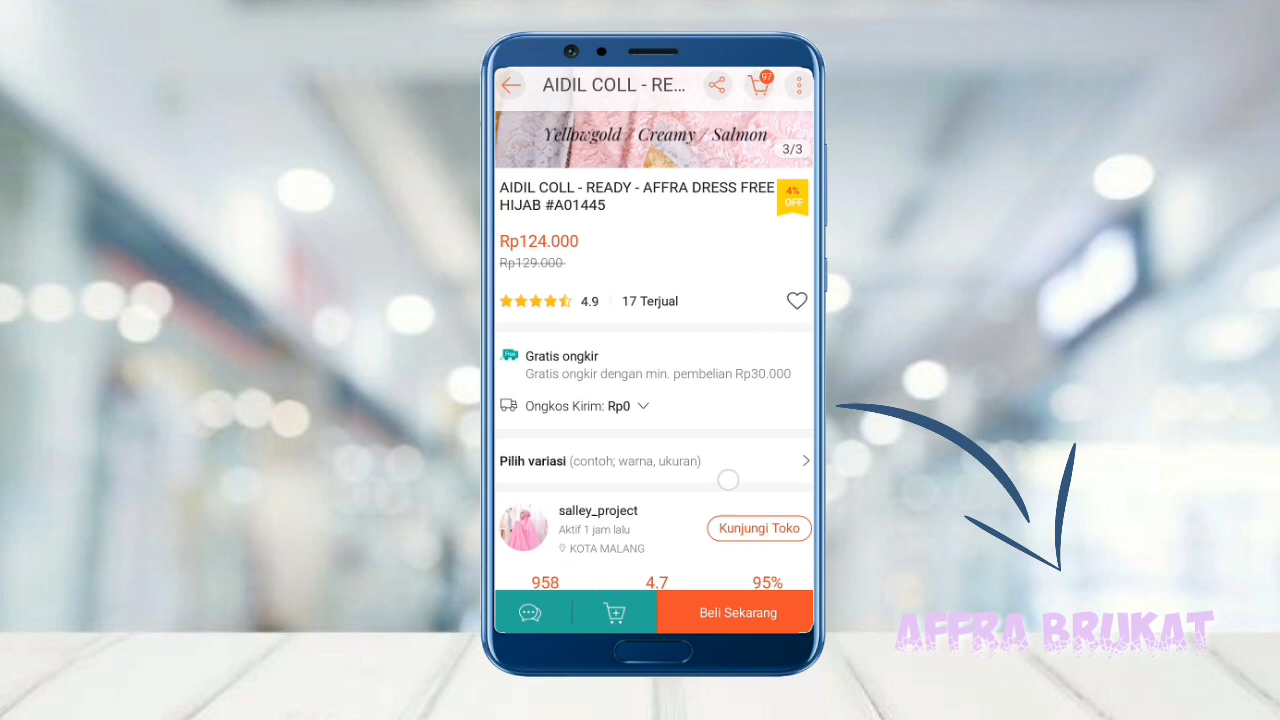 AIDIL COLL - RE...
97
Yellowgold / Creamy / Salmon
3/3
AIDIL COLL - READY - AFFRA DRESS FREE
HIJAB #A01445
4%
OFF
Rp124.000
Rp129.000
4.9
17 Terjual
Free
Gratis ongkir
Gratis ongkir dengan min. pembelian Rp30.000
Ongkos Kirim: Rp0
Pilih variasi (contoh; warna, ukuran)
salley_project
Aktif 1 jam lalu
KOTA MALANG
Kunjungi Toko
958
4.7
95%
Beli Sekarang
AFFRA BRUKAT